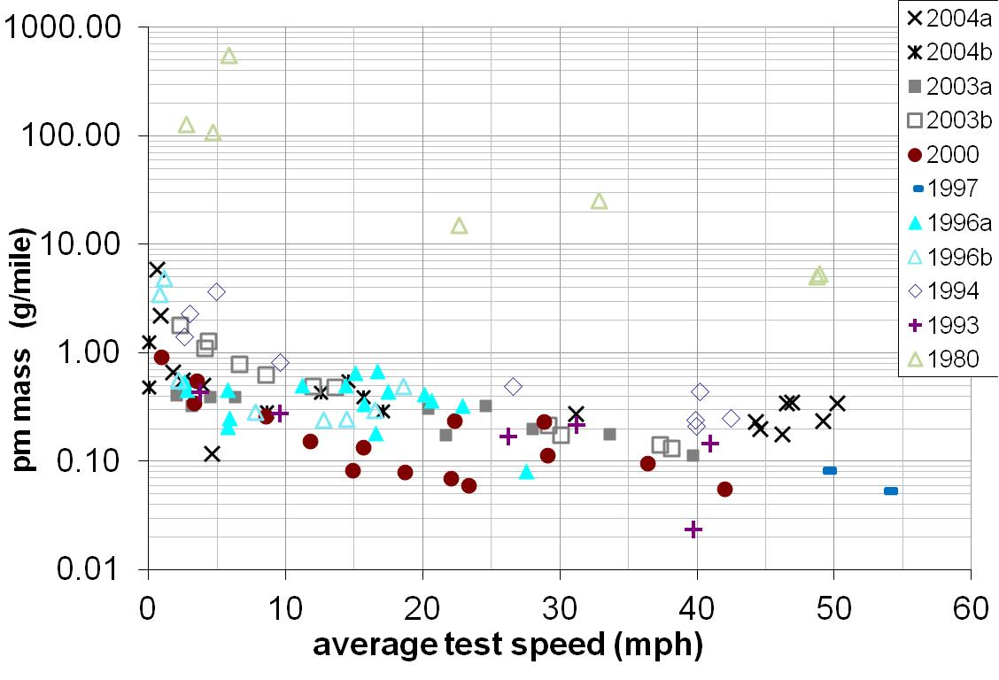 1000.00
100.00
10.00
1.00
0.10
0.01
pm mass (g/mile)
0 10 20 30 40 50 60
average test speed (mph)
2004a
2004b
2003a
2003b
2000
1997
1996a
1996b
1994
1993
1980